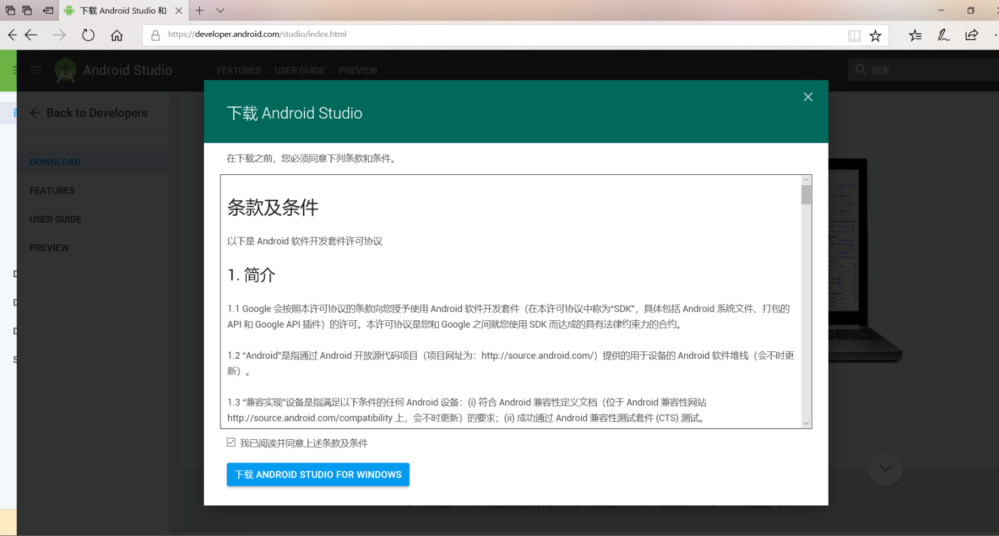 下载 Android Studio 和
https://developer.android.com/studio/index.html
Android Studio
FEATURES
USER GUIDE
PREVIEW
搜索
Back to Developers
DOWNLOAD
FEATURES
USER GUIDE
PREVIEW
下载 Android Studio
在下载之前，您必须同意下列条款和条件。
条款及条件
以下是 Android 软件开发套件许可协议
1. 简介
1.1 Google 会按照本许可协议的条款向您授予使用 Android 软件开发套件（在本许可协议中称为“SDK”，具体包括 Android 系统文件、打包的
API 和 Google API 插件）的许可。本许可协议是您和 Google 之间就您使用 SDK 而达成的具有法律约束力的合约。
1.2 “Android”是指通过 Android 开放源代码项目（项目网址为：http://source.android.com/）提供的用于设备的 Android 软件堆栈（会不时更
新）。
1.3 “兼容实现”设备是指满足以下条件的任何 Android 设备：(i) 符合 Android 兼容性定义文档（位于 Android 兼容性网站
http://source.android.com/compatibility 上，会不时更新）的要求；(ii) 成功通过 Android 兼容性测试套件 (CTS) 测试。
我已阅读并同意上述条款及条件
下载 ANDROID STUDIO FOR WINDOWS